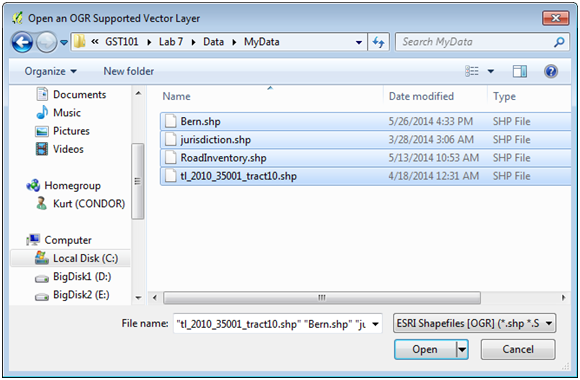 Open an OGR Supported Vector Layer
« GST101 Lab 7 Data MyData
Search MyData
Organize New folder
Documents
Music
Pictures
Videos
Homegroup
Kurt (CONDOR)
Computer
Local Disk (C:)
BigDisk1 (D:)
BigDisk2 (E:)
Name Date modified Type
Bern.shp 5/26/2014 4:33 PM SHP File
jurisdiction.shp 3/28/2014 3:06 AM SHP File
RoadInventory.shp 5/13/2014 10:53 AM SHP File
tl_2010_35001_tract10.shp 4/18/2014 12:31 AM SHP File
File name: "tl_2010_35001_tract10.shp" "Bern.shp" "ju
ESRI Shapefiles [OGR] (*.shp *.S
Open Cancel